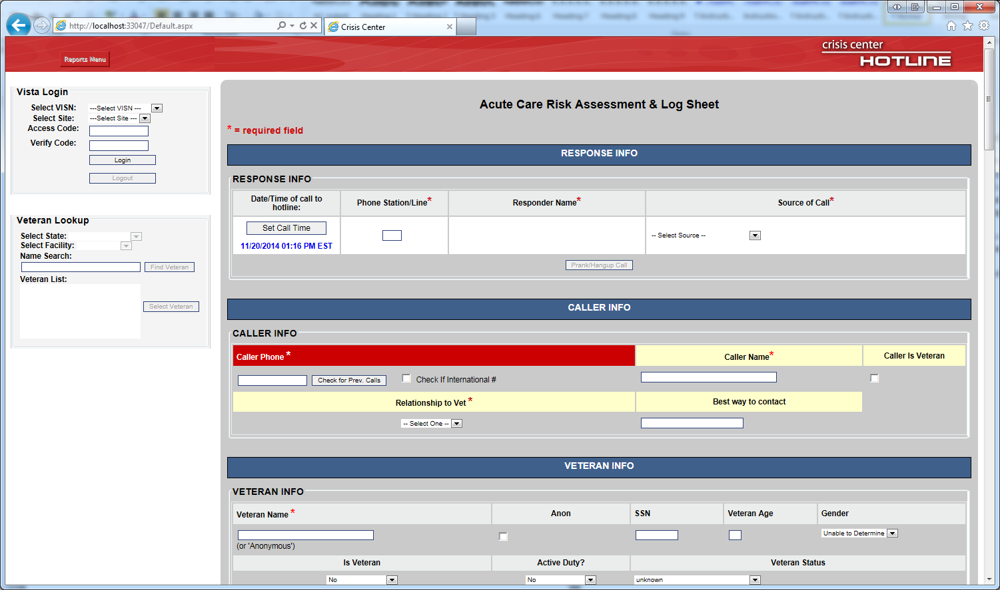 http://localhost:33047/Default.aspx
Crisis Center
Reports Menu
crisis center
HOTLINE
Vista Login
Select VISN: ---Select VISN ---
Select Site: ---Select Site ---
Access Code:
Verify Code:
Login
Logout
Veteran Lookup
Select State:
Select Facility:
Name Search:
Find Veteran
Veteran List:
Select Veteran
Acute Care Risk Assessment & Log Sheet
* = required field
RESPONSE INFO
RESPONSE INFO
Date/Time of call to hotline: Phone Station/Line* Responder Name* Source of Call*
Set Call Time
-- Select Source --
11/20/2014 01:16 PM EST
Prank/Hangup Call
CALLER INFO
CALLER INFO
Caller Phone * Caller Name* Caller Is Veteran
Check for Prev. Calls Check If International #
Relationship to Vet * Best way to contact
-- Select One --
VETERAN INFO
VETERAN INFO
Veteran Name * Anon SSN Veteran Age Gender
Unable to Determine
(or 'Anonymous')
Is Veteran Active Duty? Veteran Status
No No unknown